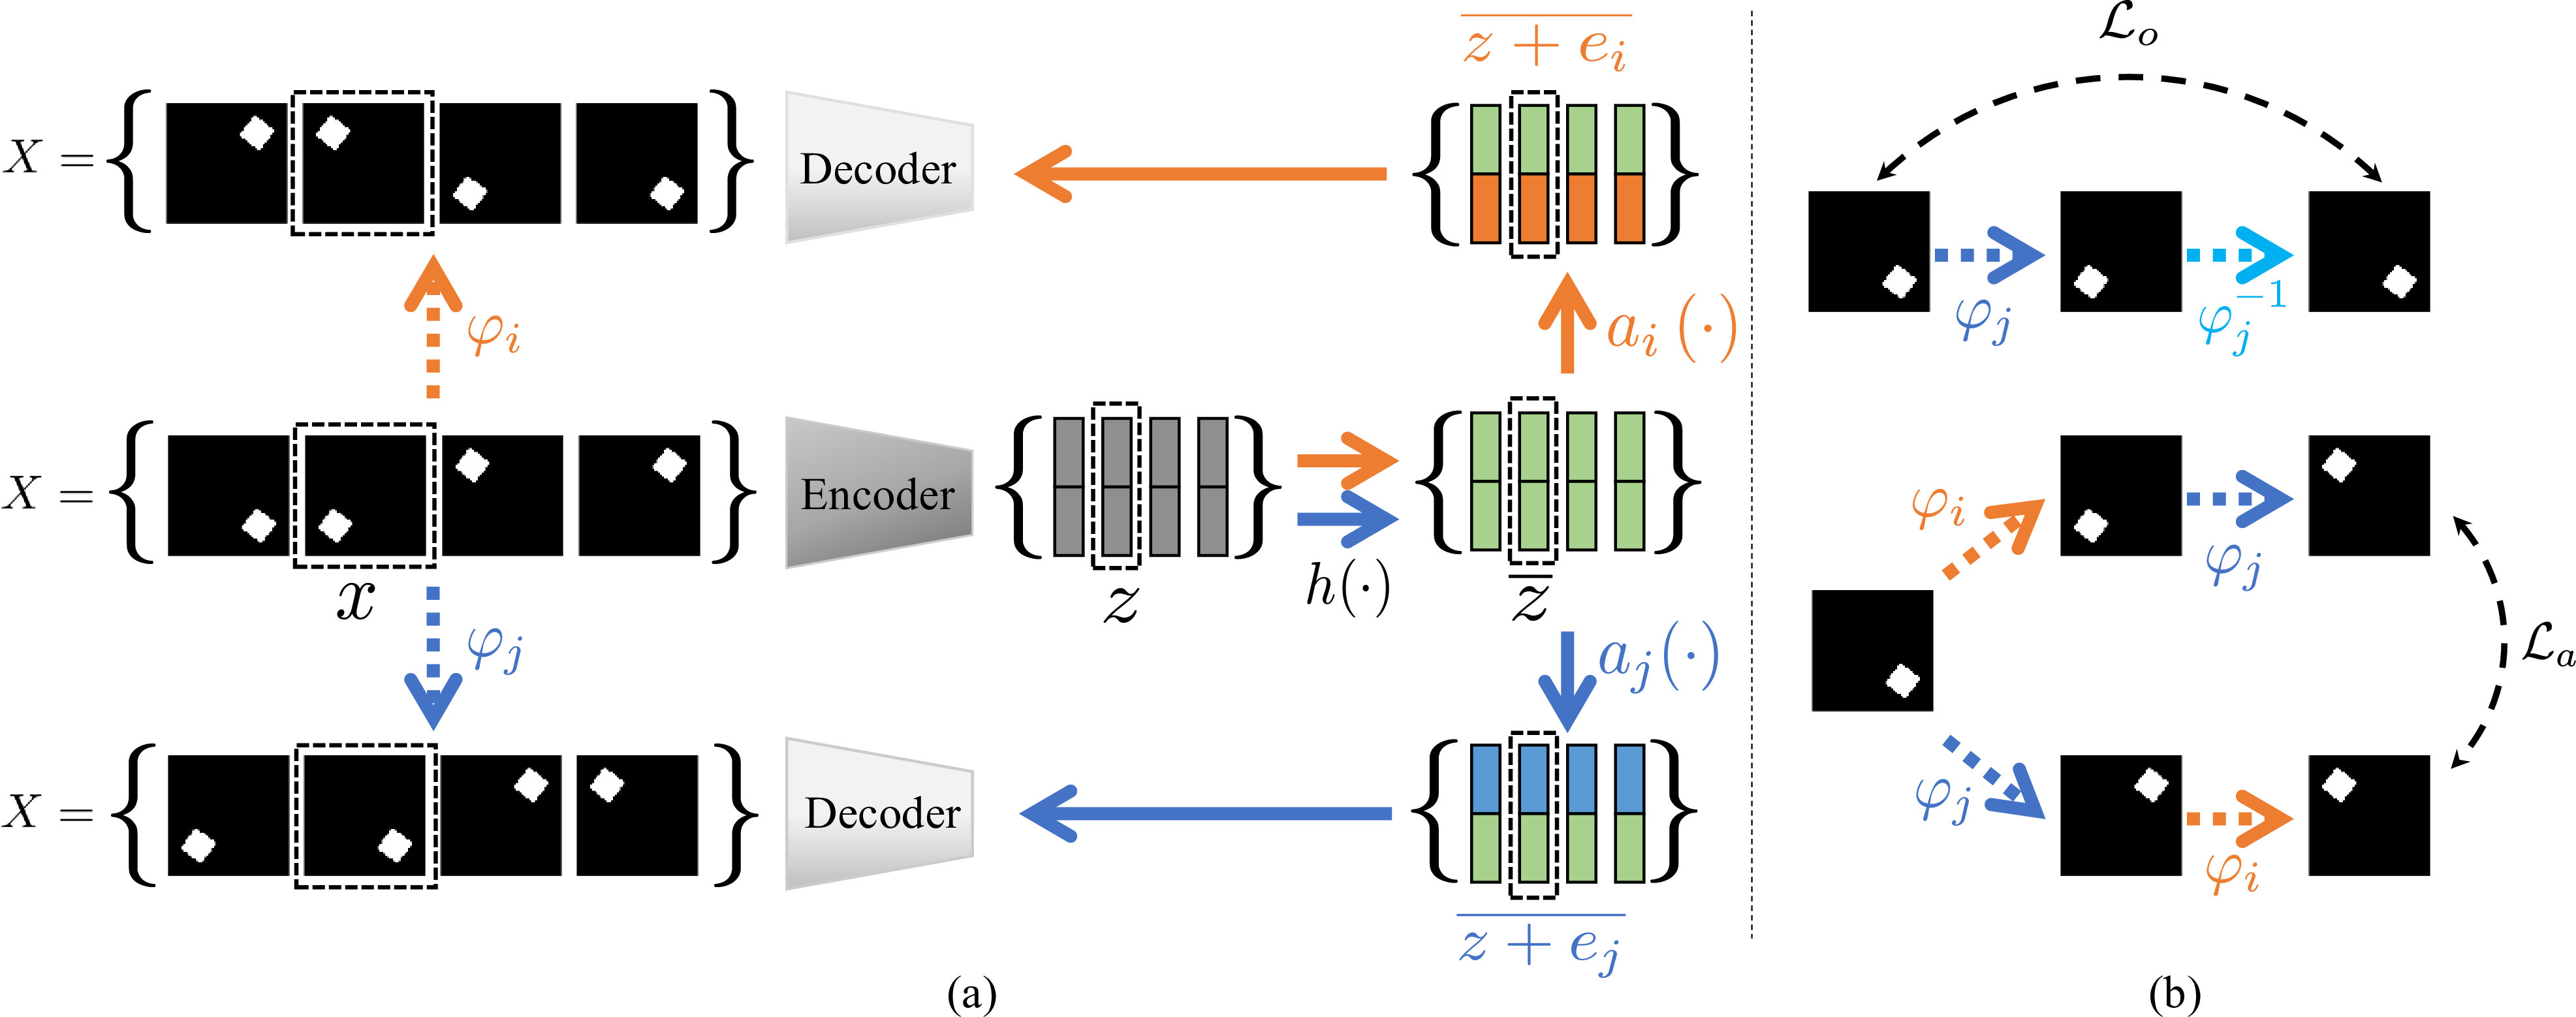 $\overline{z + e_i}$
$X =$ { } Decoder { }
$\varphi_i$ $a_i(\cdot)$
$X =$ { } Encoder { } { }
$x$ $z$ $h(\cdot)$ $\overline{z}$
$\varphi_j$ $a_j(\cdot)$
$X =$ { } Decoder { }
$\overline{z + e_j}$
(a)
$\mathcal{L}_o$
$\varphi_j$ $\varphi_j^{-1}$
$\varphi_i$ $\varphi_j$
$\mathcal{L}_a$
$\varphi_j$ $\varphi_i$
(b)